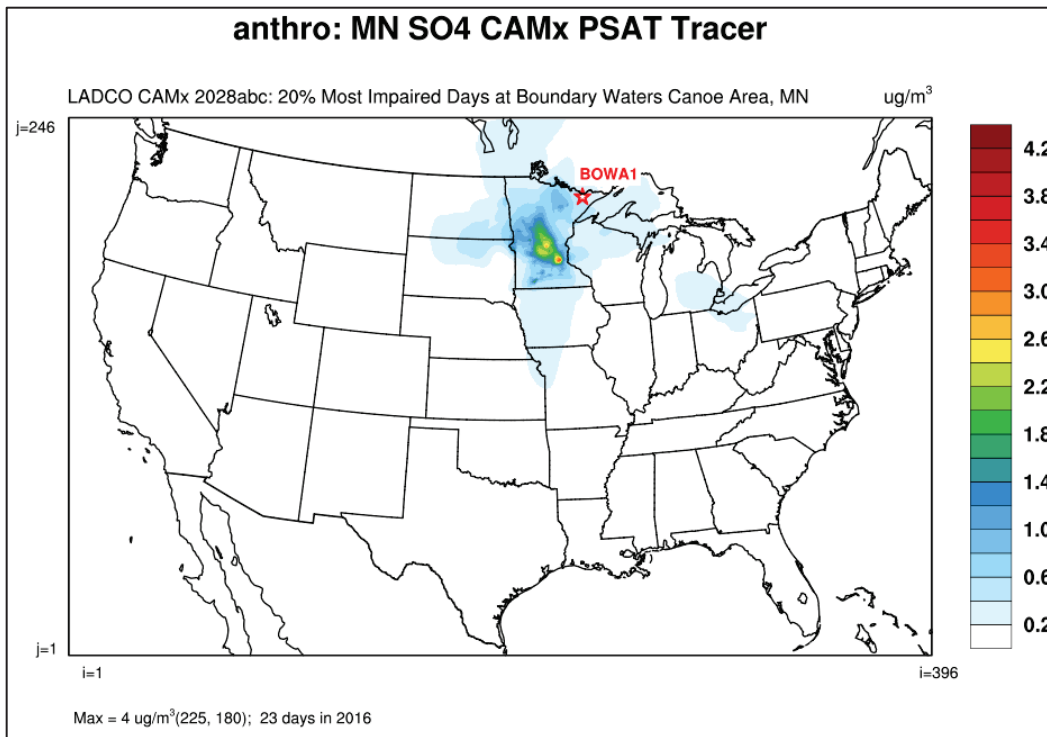 anthro: MN SO4 CAMx PSAT Tracer
LADCO CAMx 2028abc: 20% Most Impaired Days at Boundary Waters Canoe Area, MN ug/m³
j=246
BOWA1
4.2
3.8
3.4
3.0
2.6
2.2
1.8
1.4
1.0
0.6
0.2
j=1
i=1 i=396
Max = 4 ug/m³(225, 180); 23 days in 2016